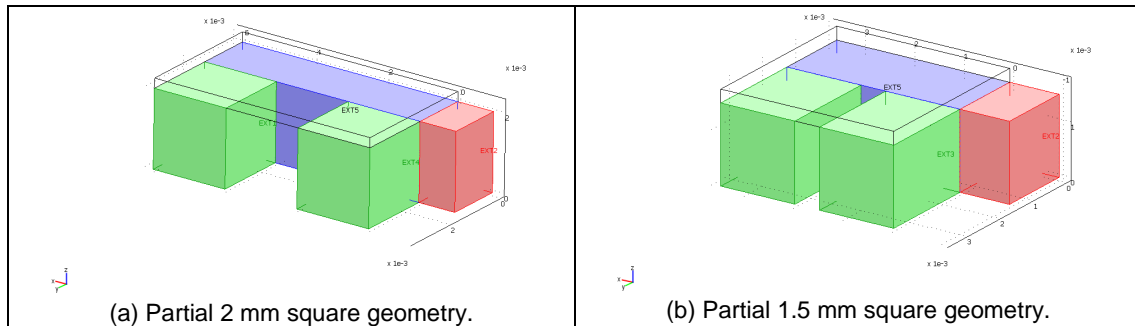 x 1e-3
6
4
2
0
x 1e-3
2
0
0
2
x 1e-3
EXT1
EXT5
EXT4
EXT2
z
x
y
(a) Partial 2 mm square geometry.
x 1e-3
3
2
1
0
x 1e-3
-1
1
0
0
1
2
3
x 1e-3
EXT5
EXT3
EXT2
z
x
y
(b) Partial 1.5 mm square geometry.